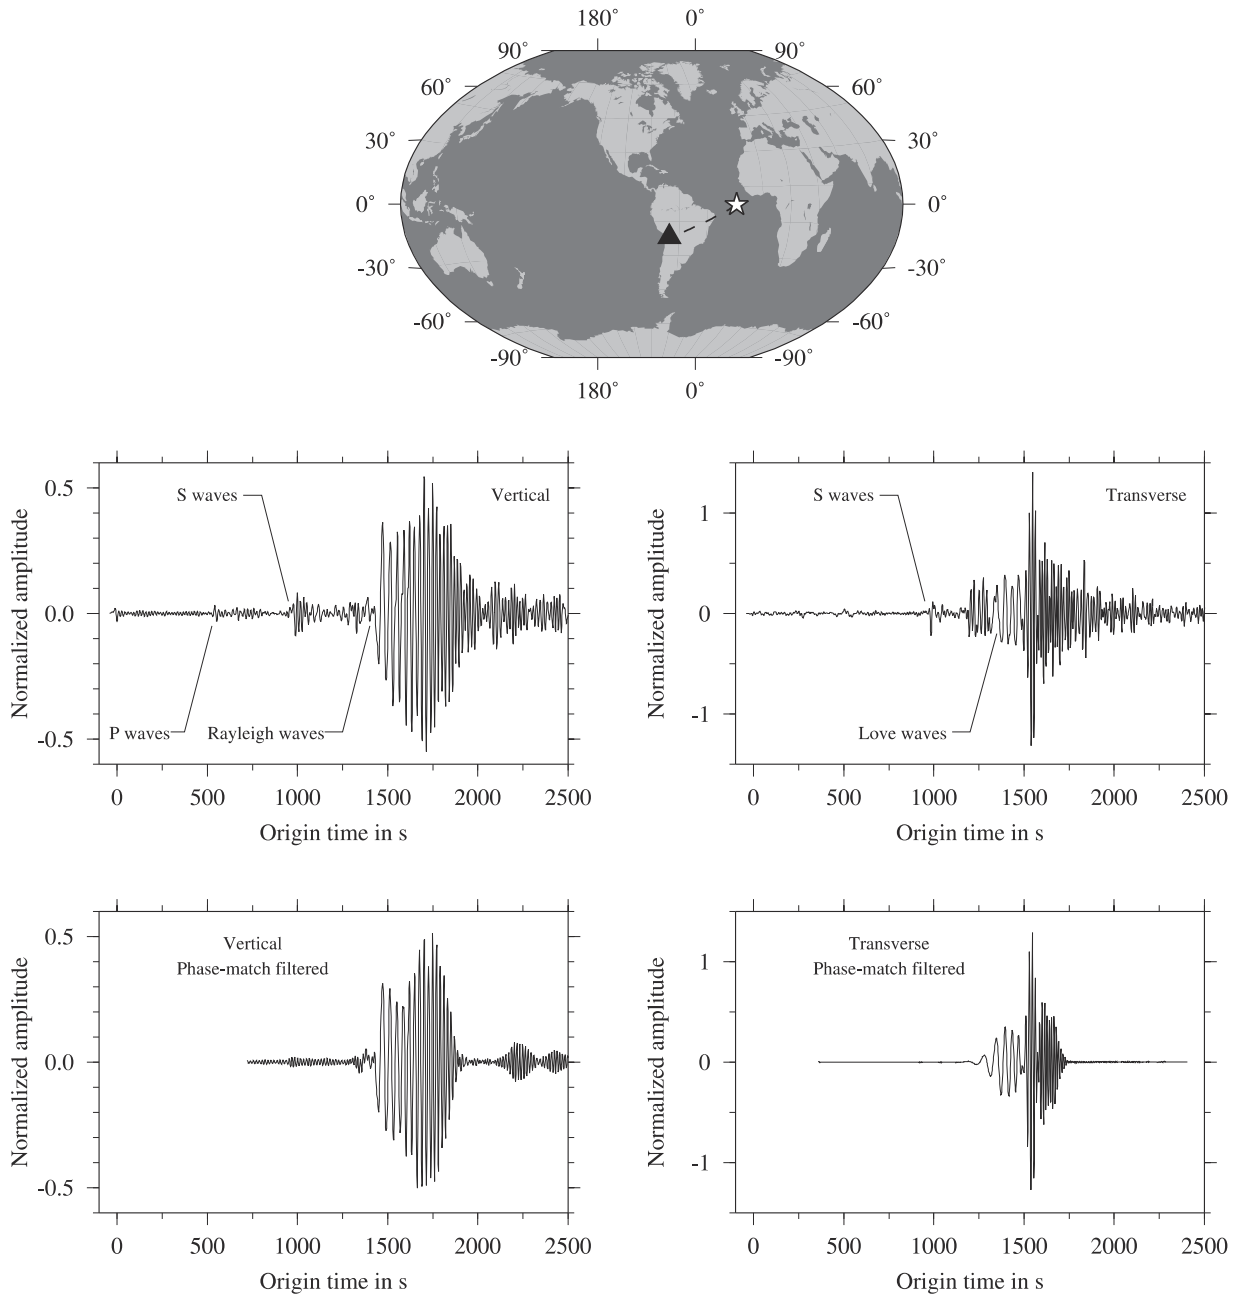 180° 0°
90° 90°
60° 60°
30° 30°
0° 0°
-30° -30°
-60° -60°
-90° -90°
180° 0°
Normalized amplitude
0.5
0.0
-0.5
S waves
Vertical
P waves
Rayleigh waves
0 500 1000 1500 2000 2500
Origin time in s
Normalized amplitude
1
0
-1
S waves
Transverse
Love waves
0 500 1000 1500 2000 2500
Origin time in s
Normalized amplitude
0.5
0.0
-0.5
Vertical
Phase-match filtered
0 500 1000 1500 2000 2500
Origin time in s
Normalized amplitude
1
0
-1
Transverse
Phase-match filtered
0 500 1000 1500 2000 2500
Origin time in s